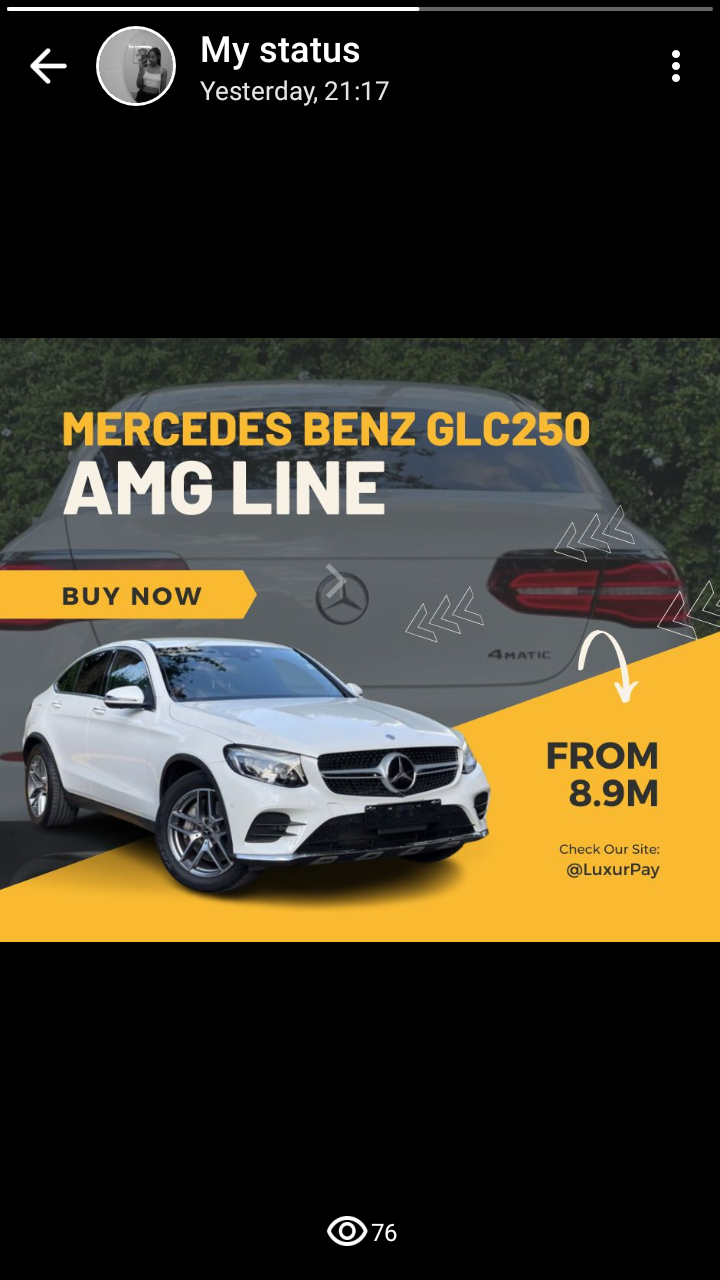 My status
Yesterday, 21:17
MERCEDES BENZ GLC250
AMG LINE
BUY NOW
4MATIC
FROM
8.9M
Check Our Site:
@LuxurPay
76